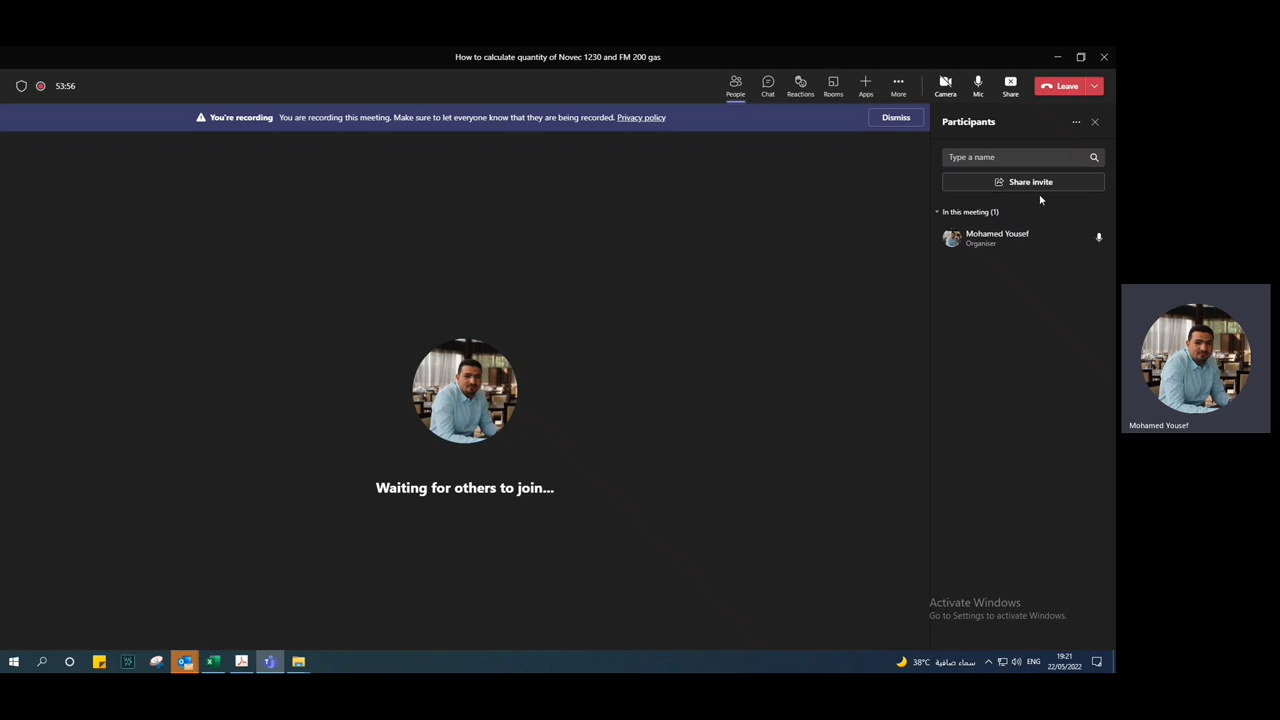 How to calculate quantity of Novec 1230 and FM 200 gas
53:56
People
Chat
Reactions
Rooms
Apps
More
Camera
Mic
Share
Leave
You're recording You are recording this meeting. Make sure to let everyone know that they are being recorded. Privacy policy
Dismiss
Participants
Type a name
Share invite
In this meeting (1)
Mohamed Yousef
Organiser
Waiting for others to join...
Mohamed Yousef
Activate Windows
Go to Settings to activate Windows.
38°C سماء صافية
ENG
19:21
22/05/2022